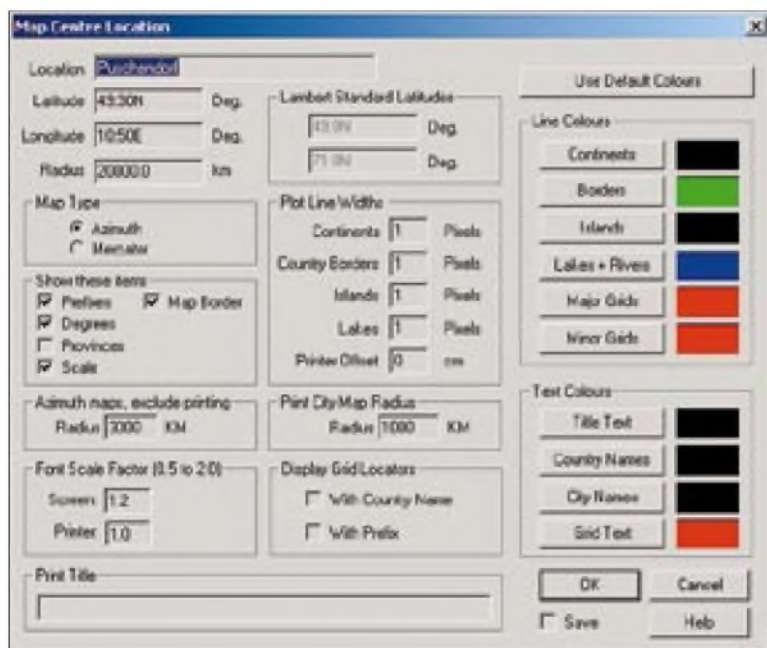 Map Centre Location
Location Puschendorf
Latitude 49:30N Deg.
Longitude 10:50E Deg.
Radius 20800.0 km
Map Type
Azimuth
Mercator
Show these items
Prefixes
Map Border
Degrees
Provinces
Scale
Azimuth maps, exclude printing
Radius 3000 KM
Font Scale Factor (0.5 to 2.0)
Screen 1.2
Printer 1.0
Print Title
Lambert Standard Latitudes
Deg.
Deg.
Plot Line Widths
Continents 1 Pixels
Country Borders 1 Pixels
Islands 1 Pixels
Lakes 1 Pixels
Printer Offset 0 cm
Print City Map Radius
Radius 1000 KM
Display Grid Locators
With Country Name
With Prefix
Use Default Colours
Line Colours
Continents
Borders
Islands
Lakes + Rivers
Major Grids
Minor Grids
Text Colours
Title Text
Country Names
City Names
Grid Text
OK
Cancel
Save
Help